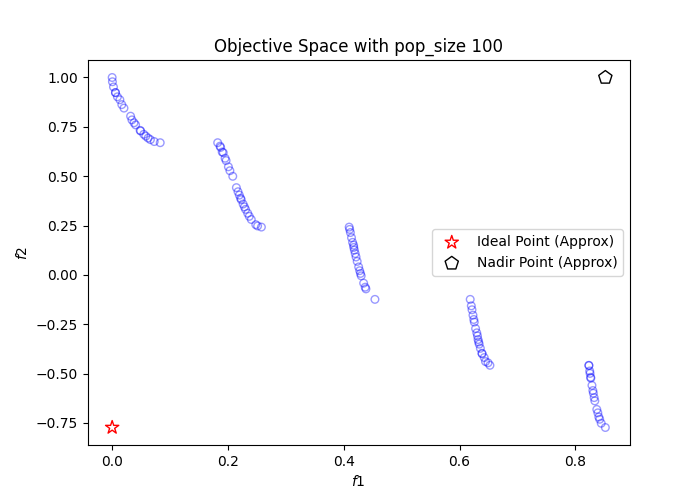 Objective Space with pop_size 100
1.00
0.75
0.50
0.25
0.00
−0.25
−0.50
−0.75
f2
Ideal Point (Approx)
Nadir Point (Approx)
0.0 0.2 0.4 0.6 0.8
f1